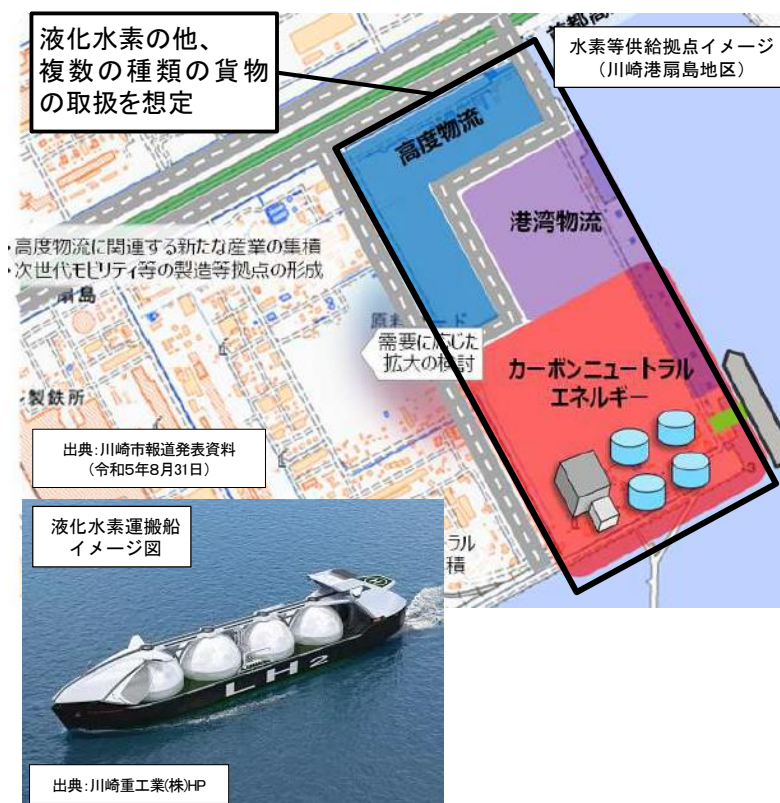 液化水素の他、
複数の種類の貨物
の取扱を想定
水素等供給拠点イメージ
（川崎港扇島地区）
高度物流
港湾物流
・高度物流に関連する新たな産業の集積
・次世代モビリティ等の製造等拠点の形成
扇島
需要に応じた
拡大の検討
カーボンニュートラル
エネルギー
製鉄所
出典：川崎市報道発表資料
（令和5年8月31日）
液化水素運搬船
イメージ図
ラル
積
LH2
出典：川崎重工業(株)HP